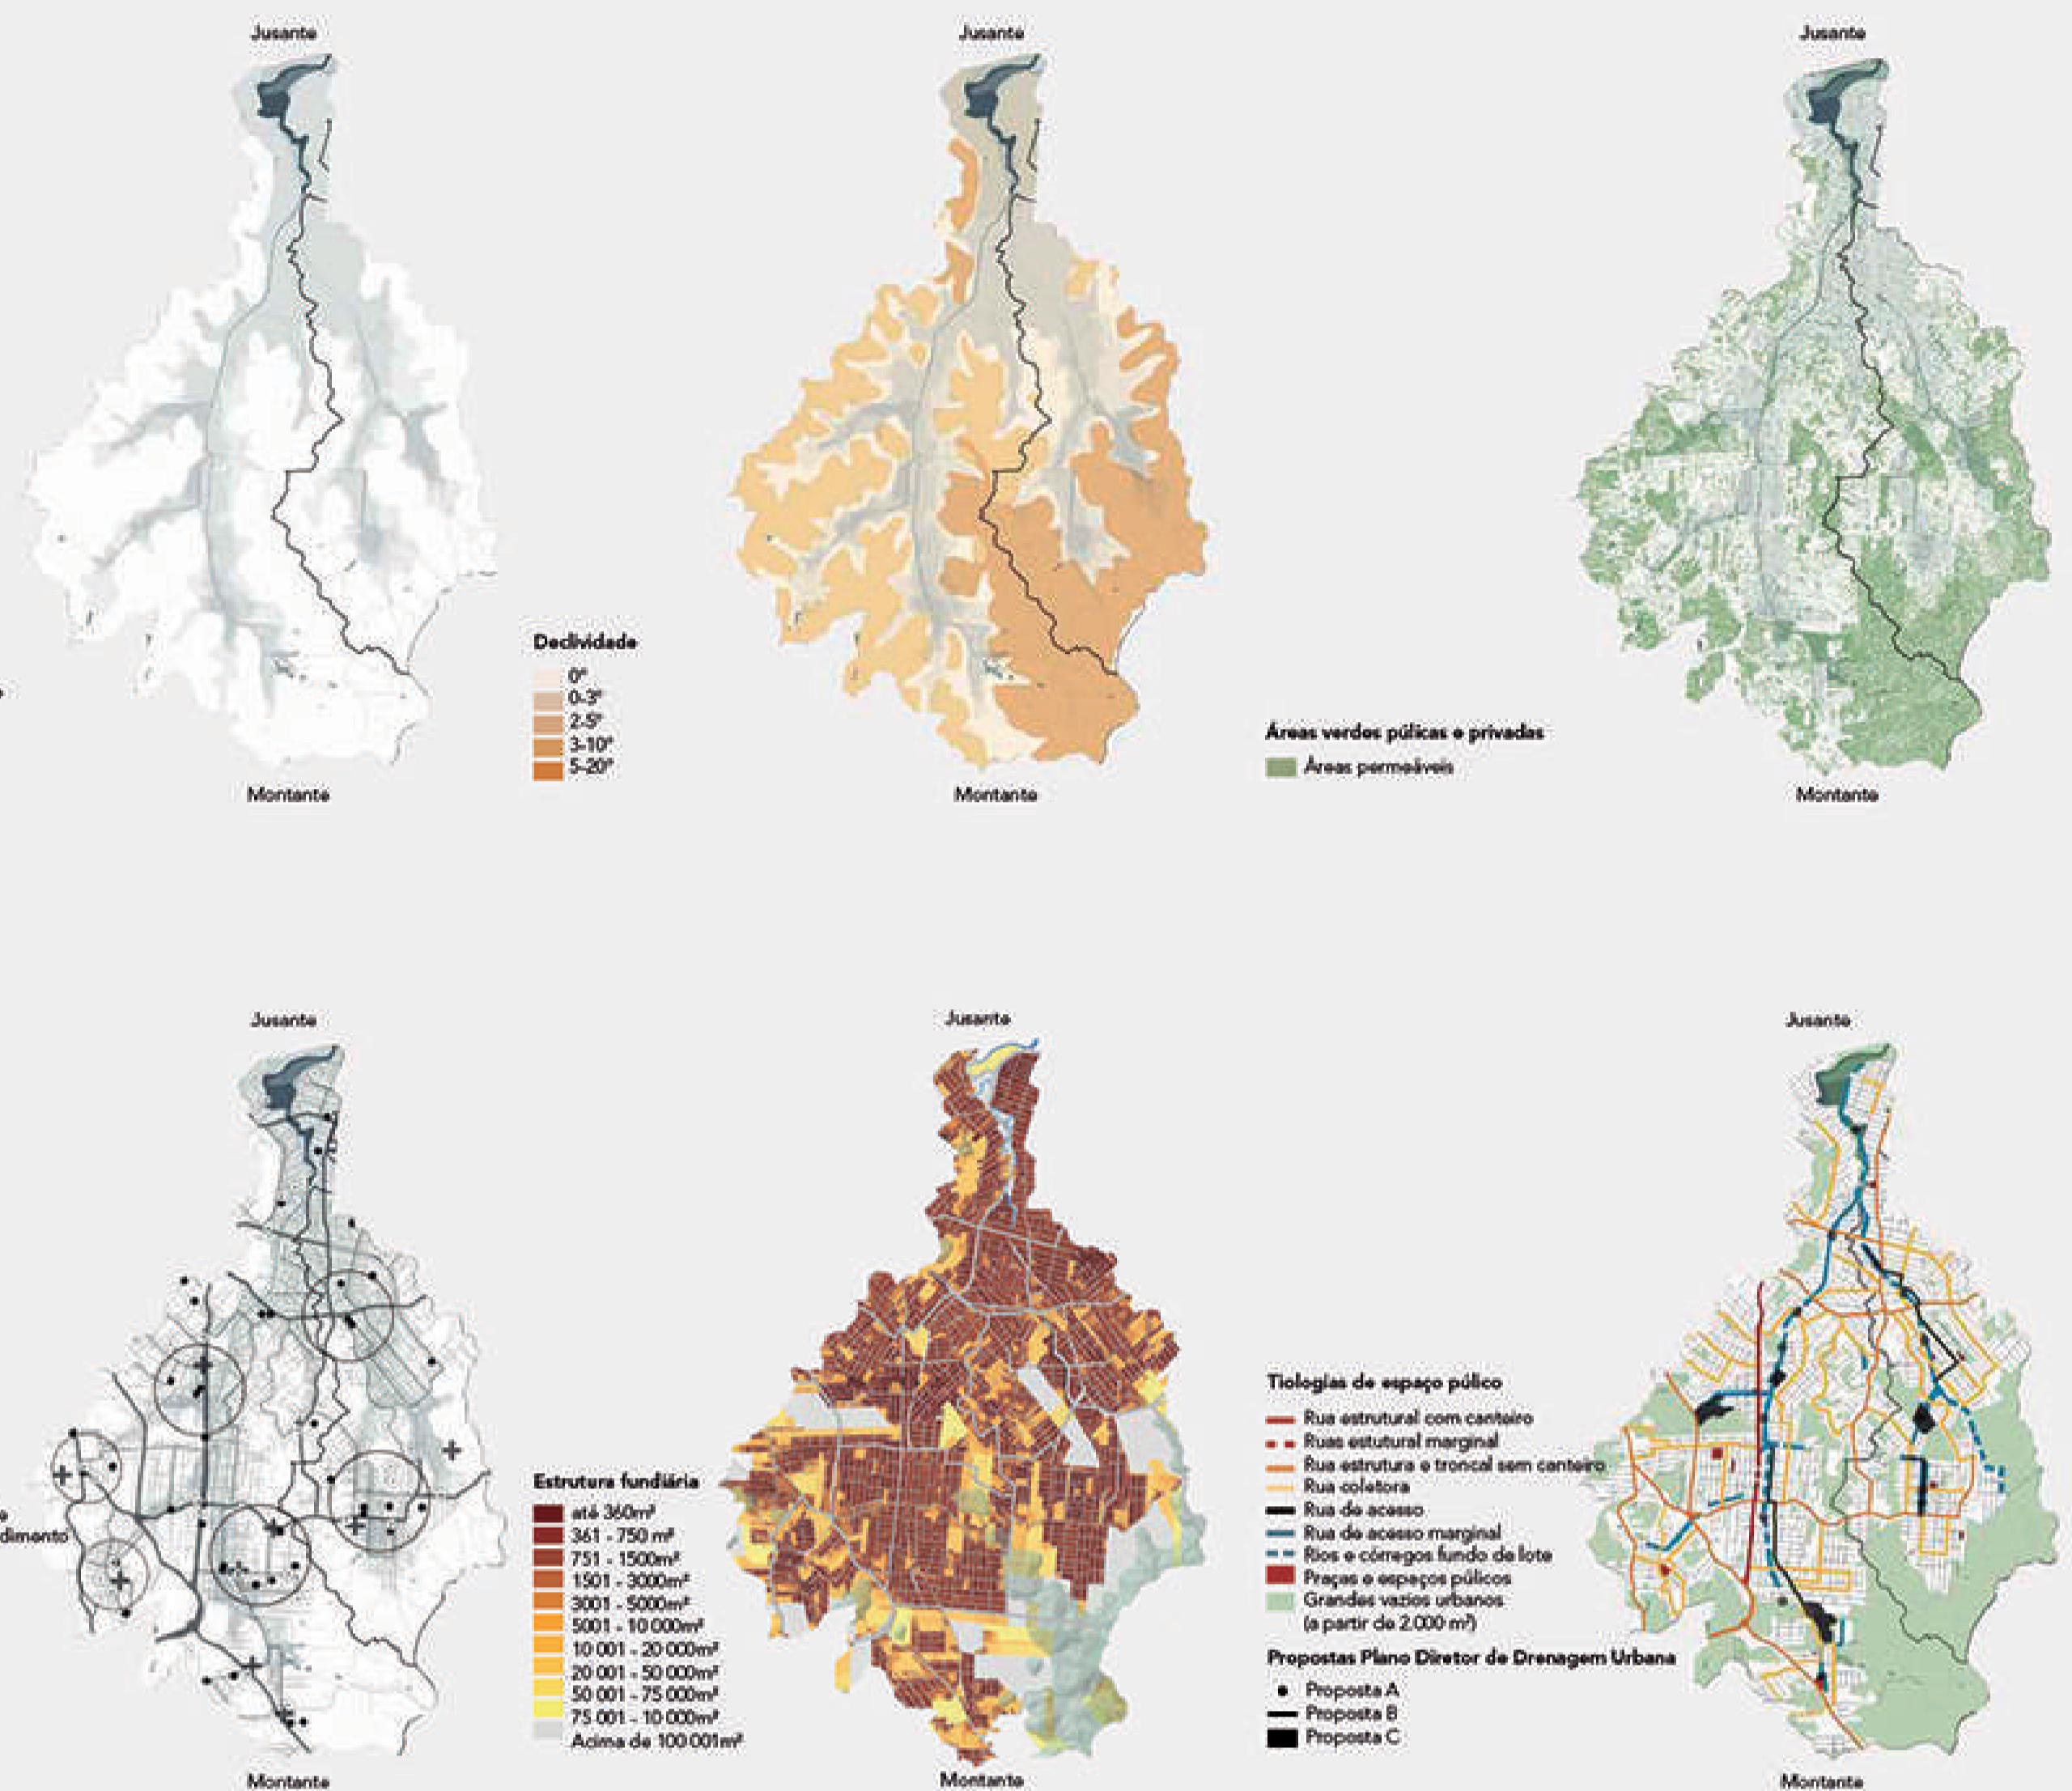 Jusante
Jusante
Jusante
Declividade
0º
0-3º
2.5º
3-10º
5-20º
Áreas verdes púlicas e privadas
Áreas permeáveis
Montante
Montante
Montante
Jusante
Jusante
Jusante
e
dimento
Estrutura fundiária
até 360m²
361 - 750 m²
751 - 1500m²
1501 - 3000m²
3001 - 5000m²
5001 - 10 000m²
10 001 - 20 000m²
20 001 - 50 000m²
50 001 - 75 000m²
75 001 - 10 000m²
Acima de 100 001m²
Tiologias de espaço púlico
Rua estrutural com canteiro
Ruas estutural marginal
Rua estrutura e troncal sem canteiro
Rua coletora
Rua de acesso
Rua de acesso marginal
Rios e córregos fundo de lote
Praças e espaços púlicos
Grandes vazios urbanos
(a partir de 2.000 m²)
Propostas Plano Diretor de Drenagem Urbana
Proposta A
Proposta B
Proposta C
Montante
Montante
Montante